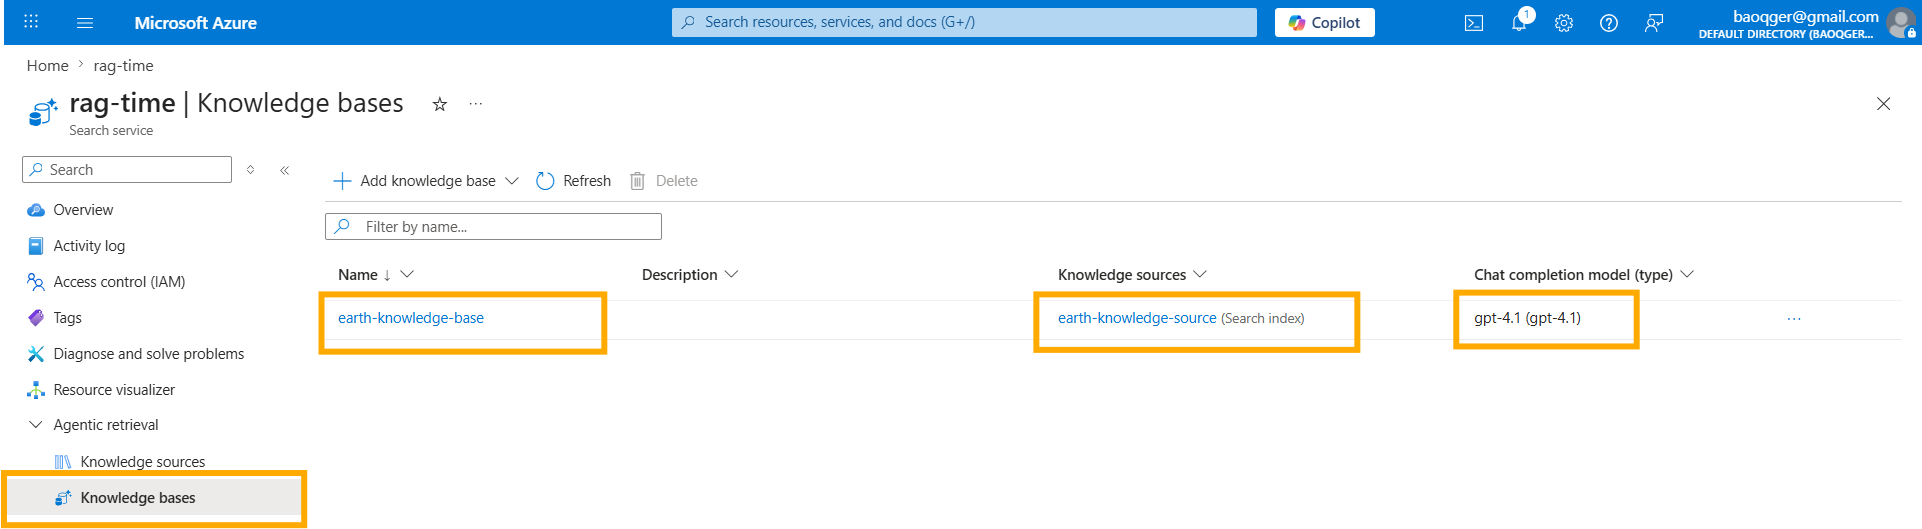 Microsoft Azure
Search resources, services, and docs (G+/)
Copilot
1
baoqger@gmail.com
DEFAULT DIRECTORY (BAOQGER...
Home > rag-time
rag-time | Knowledge bases
Search service
Search
Add knowledge base
Refresh
Delete
Overview
Filter by name...
Activity log
Name ↓
Description
Knowledge sources
Chat completion model (type)
Access control (IAM)
earth-knowledge-base
earth-knowledge-source (Search index)
gpt-4.1 (gpt-4.1)
Tags
Diagnose and solve problems
Resource visualizer
Agentic retrieval
Knowledge sources
Knowledge bases